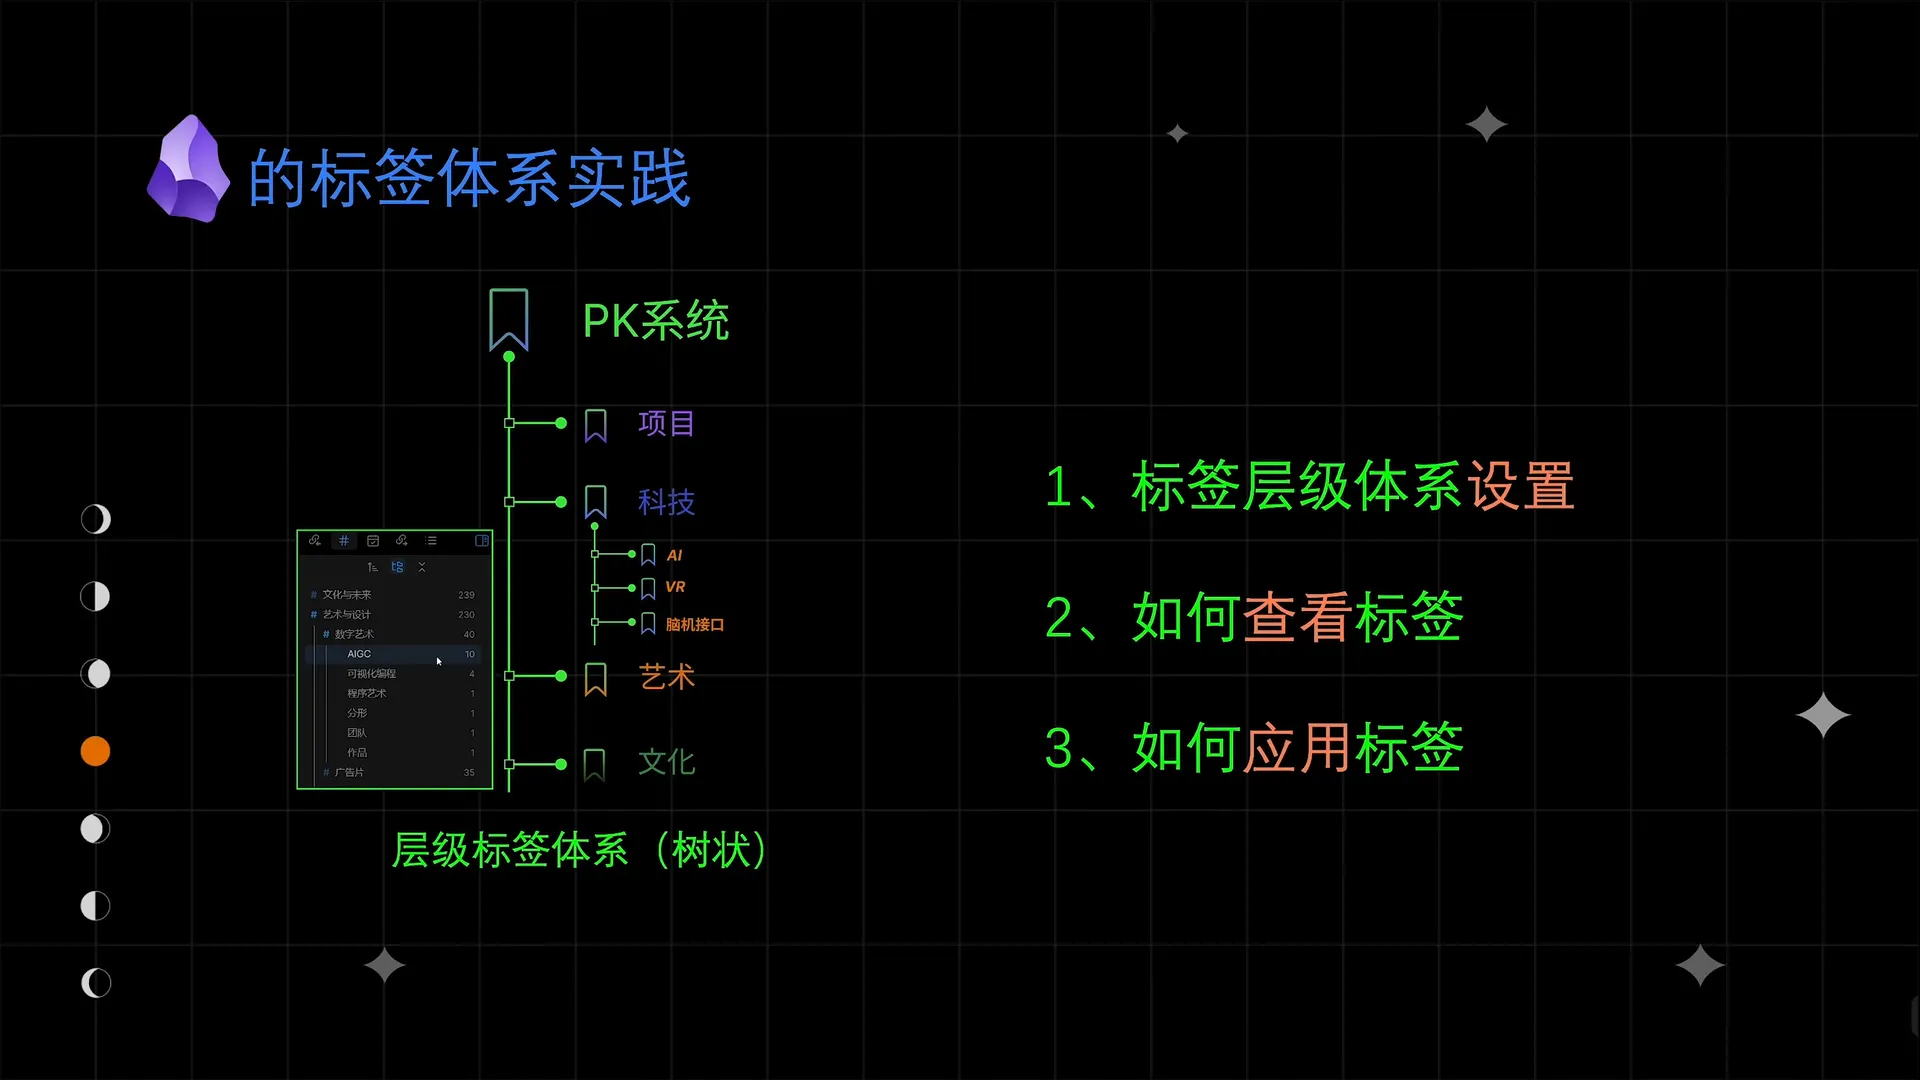 的标签体系实践
PK系统
项目
科技
AI
VR
脑机接口
艺术
文化
# 文化与未来 239
# 艺术与设计 230
# 数字艺术 40
AIGC 10
可视化编程 4
程序艺术 1
分形 1
团队 1
作品 1
# 广告片 35
层级标签体系（树状）
1、标签层级体系设置
2、如何查看标签
3、如何应用标签